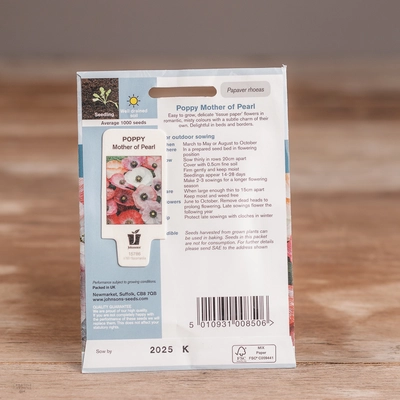 Papaver rhoeas
Seedling
Average 1000 seeds
Poppy Mother of Pearl
Easy to grow, delicate 'tissue paper' flowers in
romantic, misty colours with a subtle charm of their
own. Delightful in beds and borders.
outdoor sowing
March to May or August to October
In a prepared seed bed in flowering
position
Sow thinly in rows 30cm apart
Cover with 0.5cm fine soil
Firm gently and keep moist
Seedlings appear 14-28 days
Make 2-3 sowings for a longer flowering
season
When large enough thin to 15cm apart
Keep moist and weed free
June to October. Remove dead heads to
prolong flowering. Late sowings flower the
following year
Protect late sowings with cloches in winter
Seeds harvested from grown plants can
be used in baking. Seeds in this packet
are not for consumption. For further details
please send SAE to the address shown
POPPY
Mother of Pearl
Johnsons
Performance subject to growing conditions
Packed in UK
Newmarket, Suffolk, CB8 7QB
www.johnsons-seeds.com
QUALITY GUARANTEE
5 010931 008506
Sow by
2025 K
FSC
MIX
Paper